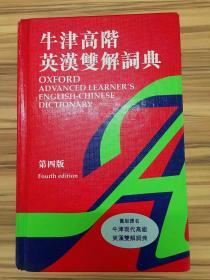 牛津高階
英漢雙解詞典
OXFORD
ADVANCED LEARNER'S
ENGLISH-CHINESE
DICTIONARY
第四版
Fourth edition
舊版譯名
牛津現代高級
英漢雙解詞典